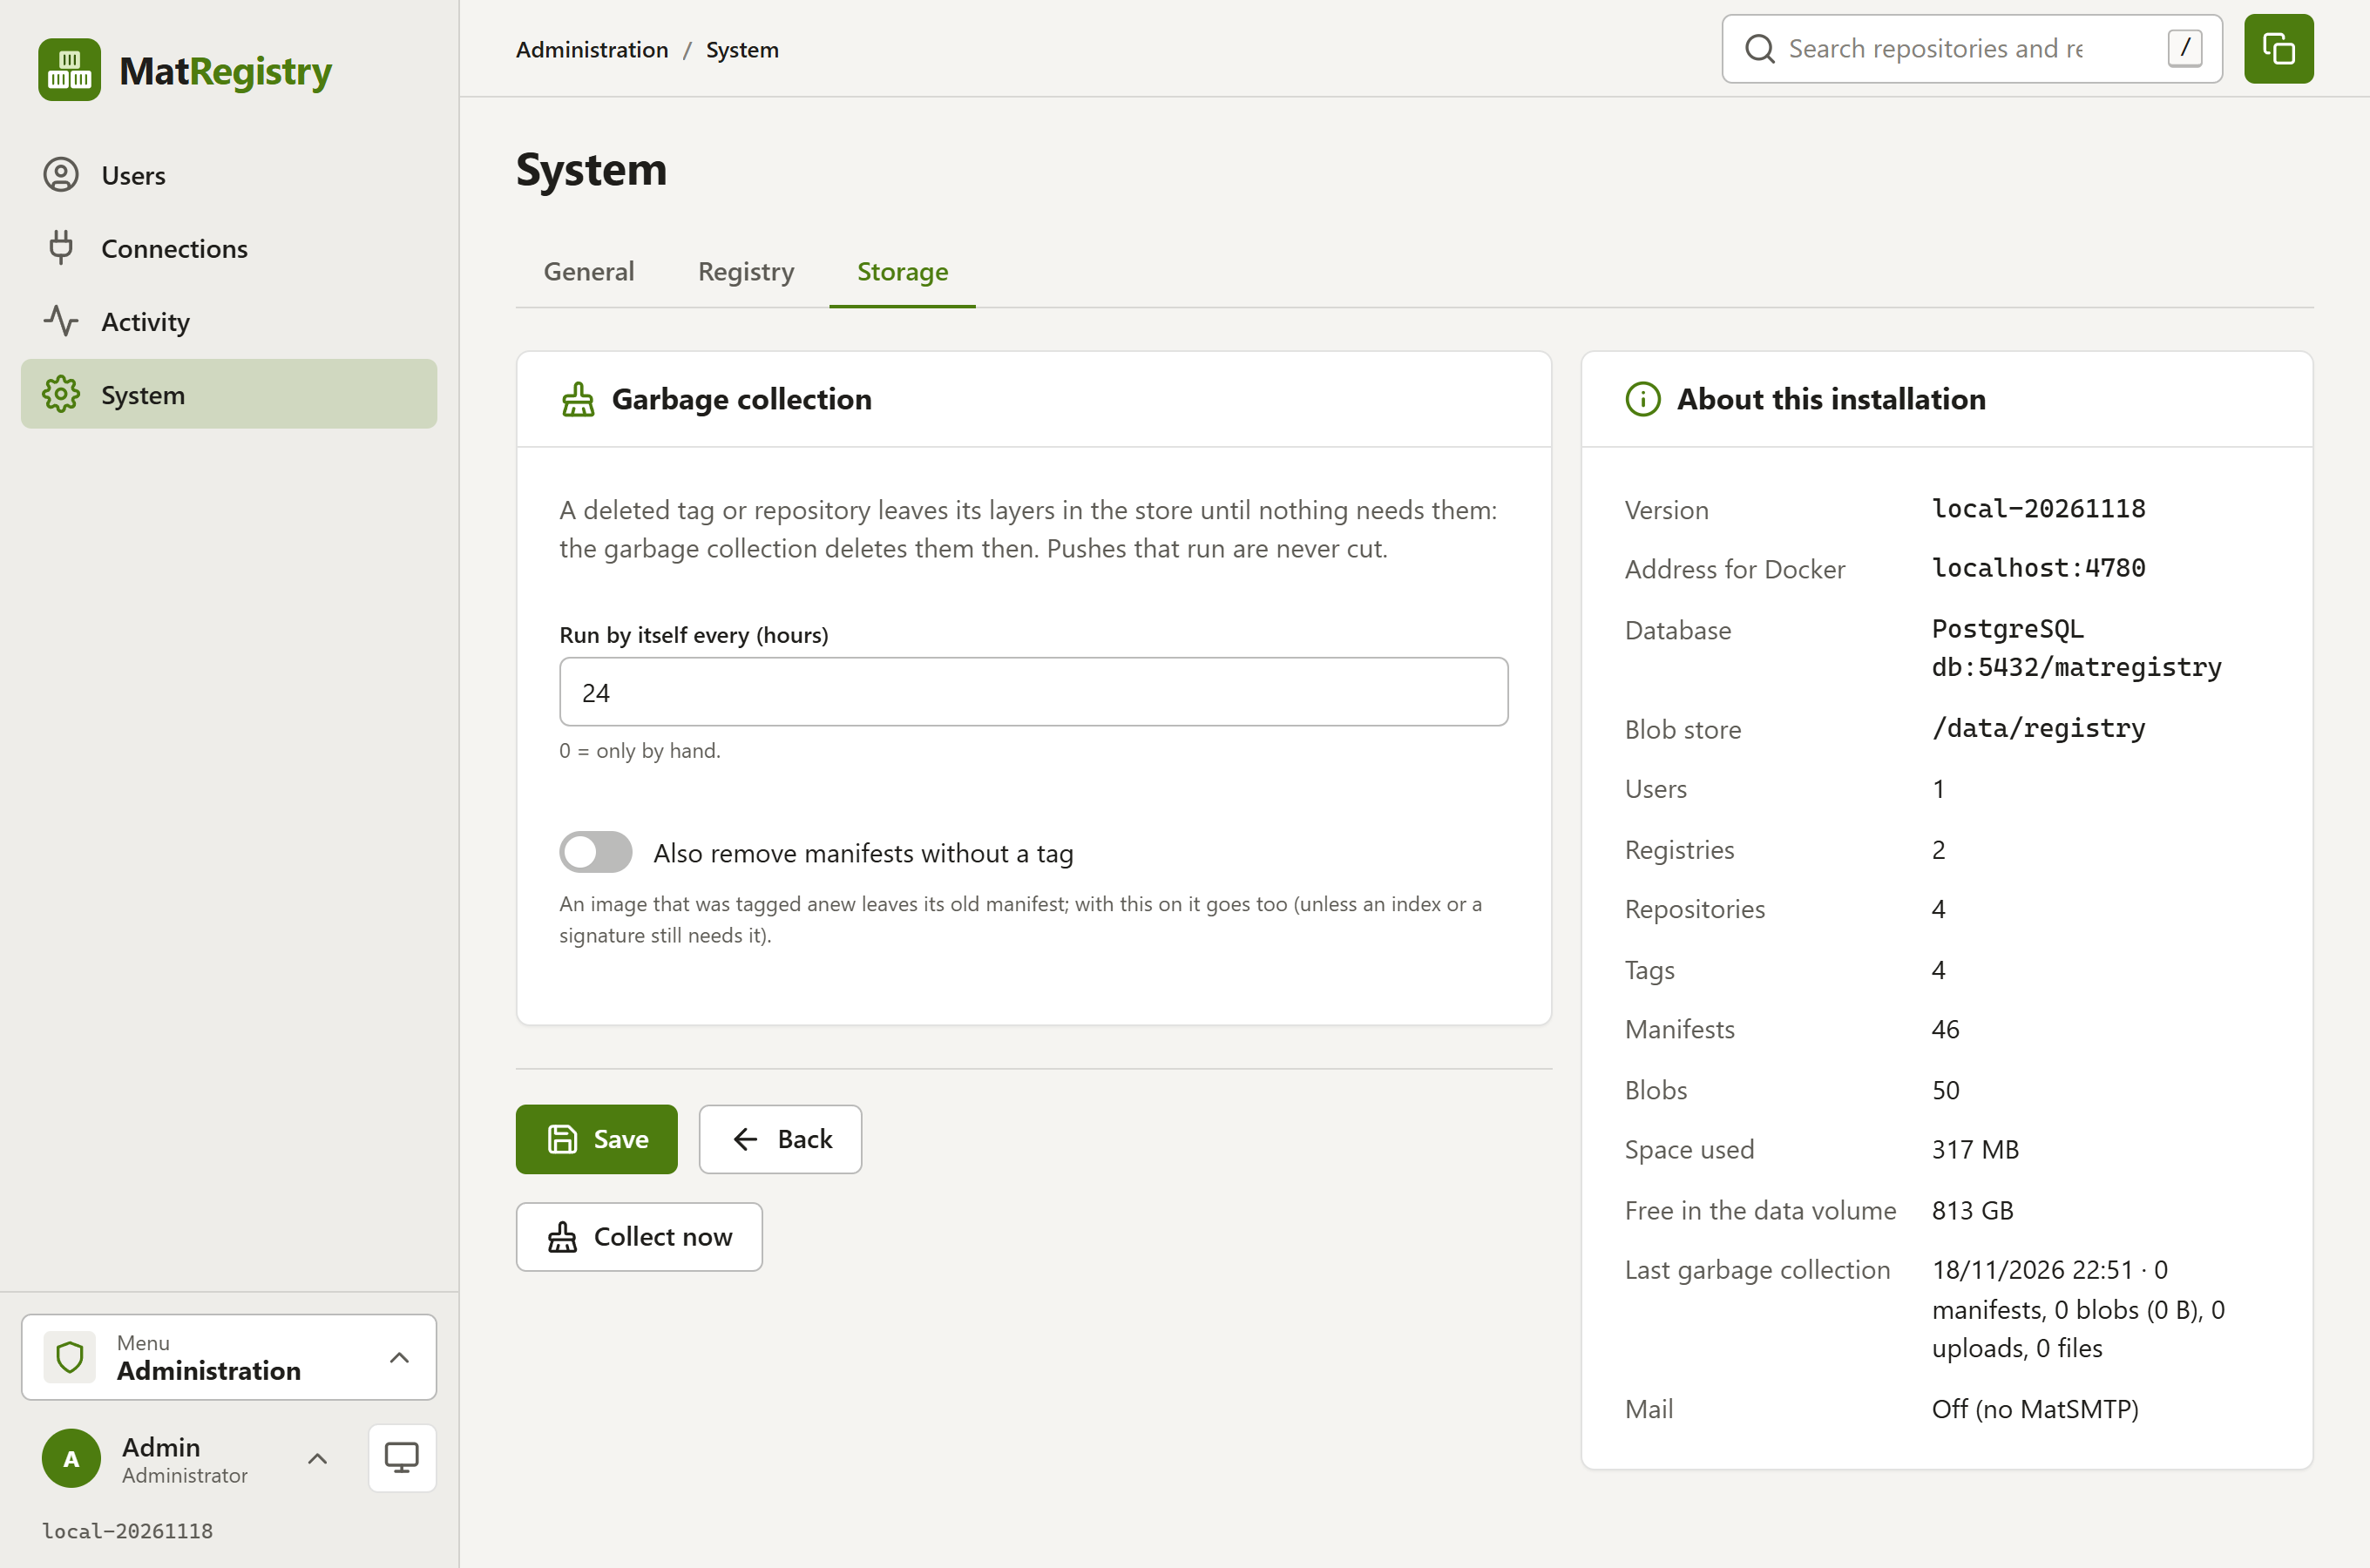 MatRegistry
Users
Connections
Activity
System
Menu
Administration
A
Admin
Administrator
local-20261118
Administration / System
Search repositories and re
/
System
General
Registry
Storage
Garbage collection
A deleted tag or repository leaves its layers in the store until nothing needs them:
the garbage collection deletes them then. Pushes that run are never cut.
Run by itself every (hours)
24
0 = only by hand.
Also remove manifests without a tag
An image that was tagged anew leaves its old manifest; with this on it goes too (unless an index or a
signature still needs it).
Save
Back
Collect now
About this installation
Version local-20261118
Address for Docker localhost:4780
Database PostgreSQL
db:5432/matregistry
Blob store /data/registry
Users 1
Registries 2
Repositories 4
Tags 4
Manifests 46
Blobs 50
Space used 317 MB
Free in the data volume 813 GB
Last garbage collection 18/11/2026 22:51 · 0
manifests, 0 blobs (0 B), 0
uploads, 0 files
Mail Off (no MatSMTP)